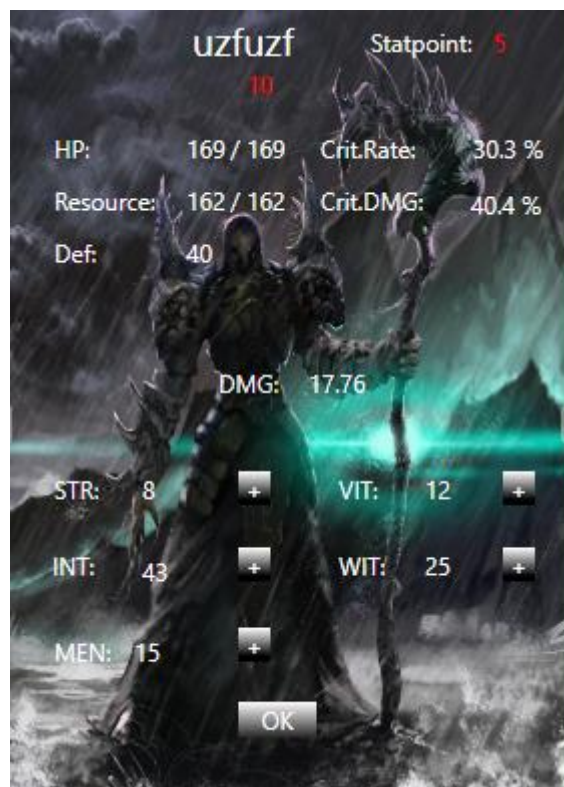 uzfuzf Statpoint: 5
10
HP: 169 / 169 Crit.Rate: 30.3 %
Resource: 162 / 162 Crit.DMG: 40.4 %
Def: 40
DMG: 17.76
STR: 8 + VIT: 12 +
INT: 43 + WIT: 25 +
MEN: 15 +
OK